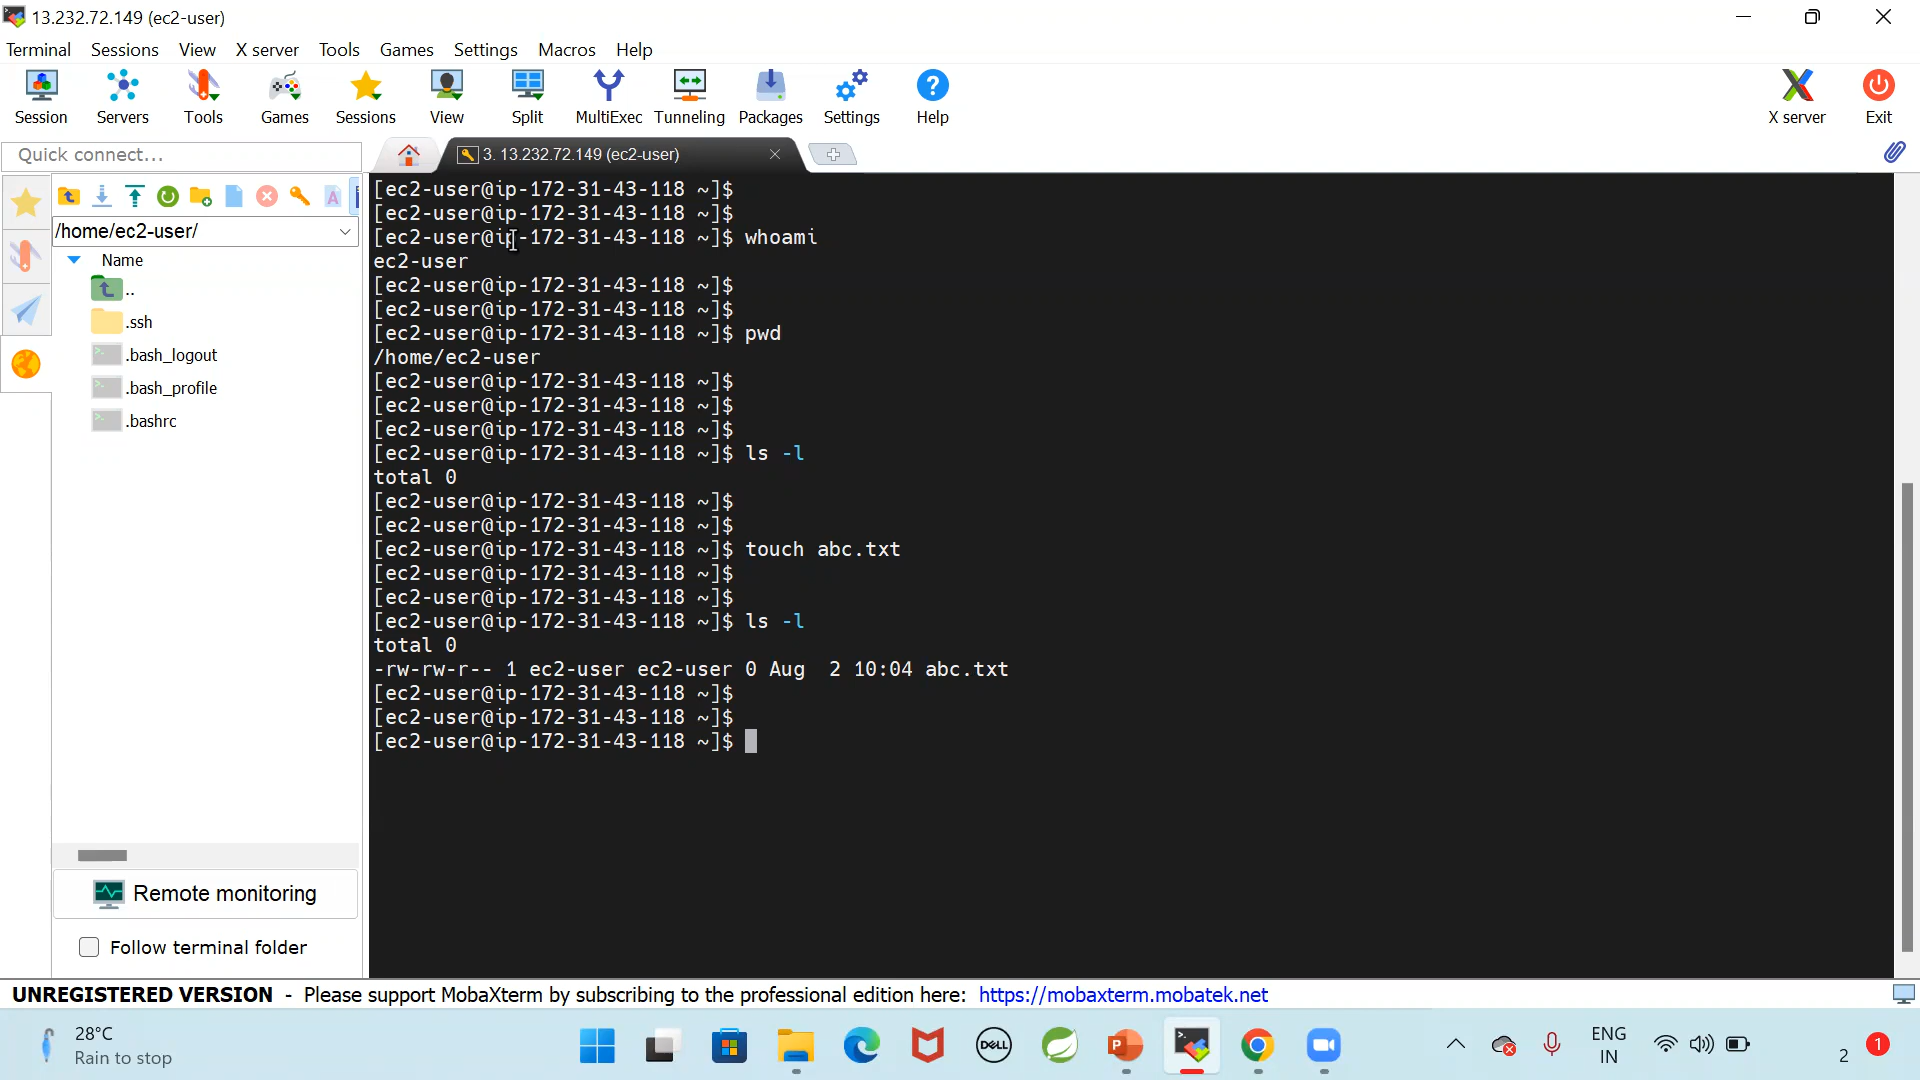 13.232.72.149 (ec2-user)
Terminal Sessions View X server Tools Games Settings Macros Help
Session Servers Tools Games Sessions View Split MultiExec Tunneling Packages Settings Help X server Exit
Quick connect...
3. 13.232.72.149 (ec2-user)
/home/ec2-user/
Name
..
.ssh
.bash_logout
.bash_profile
.bashrc
Remote monitoring
Follow terminal folder
[ec2-user@ip-172-31-43-118 ~]$
[ec2-user@ip-172-31-43-118 ~]$
[ec2-user@ip-172-31-43-118 ~]$ whoami
ec2-user
[ec2-user@ip-172-31-43-118 ~]$
[ec2-user@ip-172-31-43-118 ~]$
[ec2-user@ip-172-31-43-118 ~]$ pwd
/home/ec2-user
[ec2-user@ip-172-31-43-118 ~]$
[ec2-user@ip-172-31-43-118 ~]$
[ec2-user@ip-172-31-43-118 ~]$
[ec2-user@ip-172-31-43-118 ~]$ ls -l
total 0
[ec2-user@ip-172-31-43-118 ~]$
[ec2-user@ip-172-31-43-118 ~]$
[ec2-user@ip-172-31-43-118 ~]$ touch abc.txt
[ec2-user@ip-172-31-43-118 ~]$
[ec2-user@ip-172-31-43-118 ~]$
[ec2-user@ip-172-31-43-118 ~]$ ls -l
total 0
-rw-rw-r-- 1 ec2-user ec2-user 0 Aug  2 10:04 abc.txt
[ec2-user@ip-172-31-43-118 ~]$
[ec2-user@ip-172-31-43-118 ~]$
[ec2-user@ip-172-31-43-118 ~]$
UNREGISTERED VERSION - Please support MobaXterm by subscribing to the professional edition here: https://mobaxterm.mobatek.net
28°C
Rain to stop
DELL
P
ENG
IN
2
1